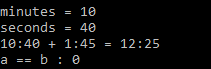 minutes = 10
seconds = 40
10:40 + 1:45 = 12:25
a == b : 0